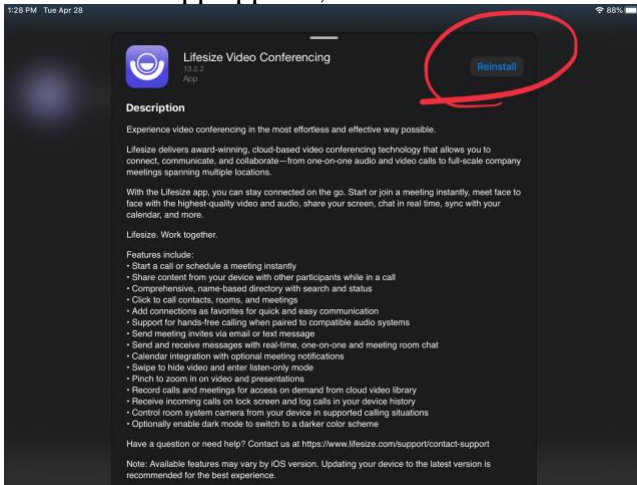 1:28 PM Tue Apr 28
88%
Lifesize Video Conferencing
13.2.2
App
Reinstall
Description
Experience video conferencing in the most effortless and effective way possible.
Lifesize delivers award-winning, cloud-based video conferencing technology that allows you to
connect, communicate, and collaborate—from one-on-one audio and video calls to full-scale company
meetings spanning multiple locations.
With the Lifesize app, you can stay connected on the go. Start or join a meeting instantly, meet face to
face with the highest-quality video and audio, share your screen, chat in real time, sync with your
calendar, and more.
Lifesize. Work together.
Features include:
• Start a call or schedule a meeting instantly
• Share content from your device with other participants while in a call
• Comprehensive, name-based directory with search and status
• Click to call contacts, rooms, and meetings
• Add connections as favorites for quick and easy communication
• Support for hands-free calling when paired to compatible audio systems
• Send meeting invites via email or text message
• Send and receive messages with real-time, one-on-one and meeting room chat
• Calendar integration with optional meeting notifications
• Swipe to hide video and enter listen-only mode
• Pinch to zoom in on video and presentations
• Record calls and meetings for access on demand from cloud video library
• Receive incoming calls on lock screen and log calls in your device history
• Control room system camera from your device in supported calling situations
• Optionally enable dark mode to switch to a darker color scheme
Have a question or need help? Contact us at https://www.lifesize.com/support/contact-support
Note: Available features may vary by iOS version. Updating your device to the latest version is
recommended for the best experience.